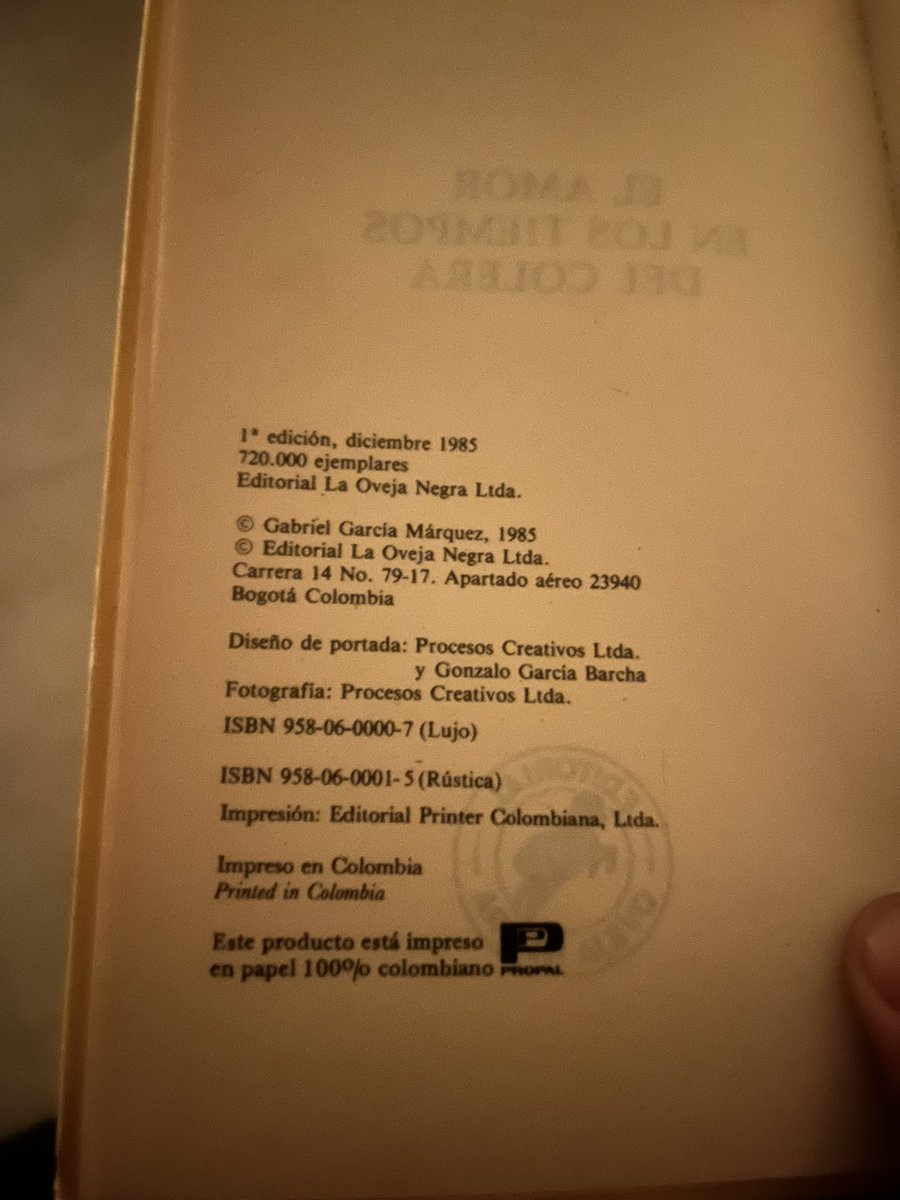 EL AMOR
EN LOS TIEMPOS
DEL COLERA
1ª edición, diciembre 1985
720.000 ejemplares
Editorial La Oveja Negra Ltda.
© Gabriel García Márquez, 1985
© Editorial La Oveja Negra Ltda.
Carrera 14 No. 79-17. Apartado aéreo 23940
Bogotá Colombia
Diseño de portada: Procesos Creativos Ltda.
y Gonzalo García Barcha
Fotografía: Procesos Creativos Ltda.
ISBN 958-06-0000-7 (Lujo)
ISBN 958-06-0001-5 (Rústica)
Impresión: Editorial Printer Colombiana, Ltda.
Impreso en Colombia
Printed in Colombia
Este producto está impreso
en papel 100% colombiano PROPAL